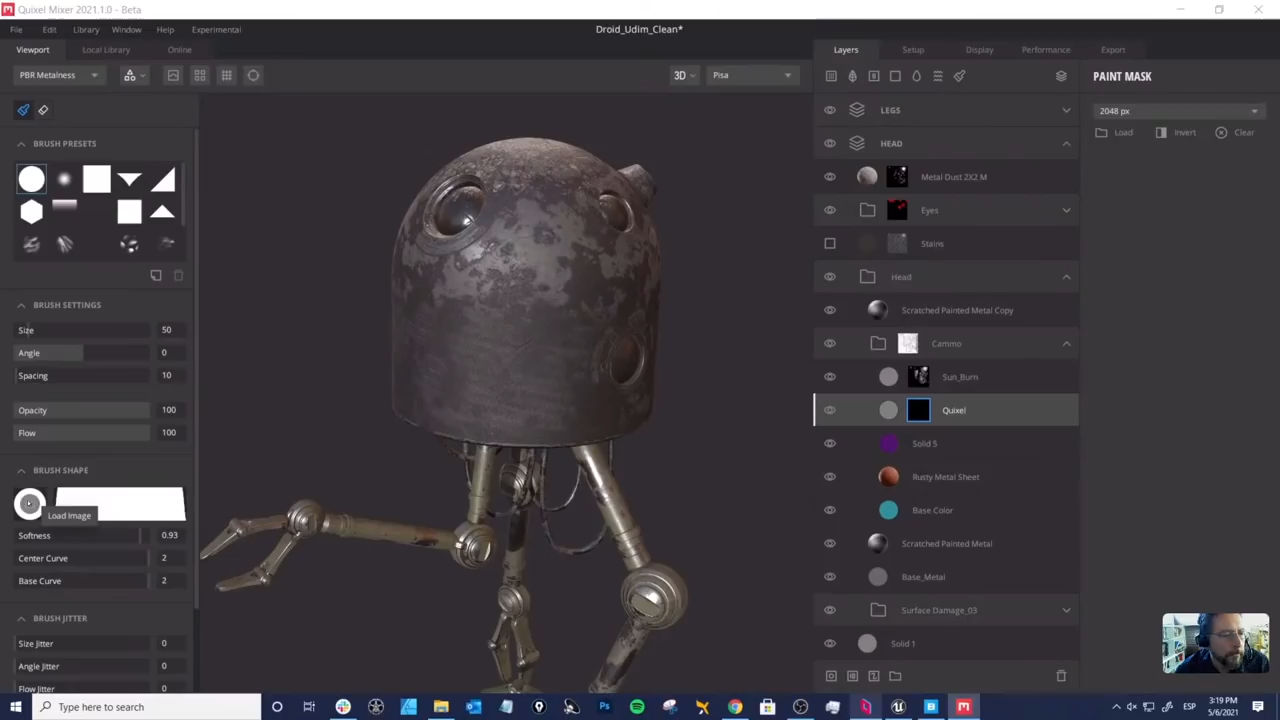 Quixel Mixer 2021.1.0 - Beta
File Edit Library Window Help Experimental
Droid_Udim_Clean*
Viewport Local Library Online
Layers Setup Display Performance Export
PBR Metalness
3D
Pisa
PAINT MASK
2048 px
Load Invert Clear
BRUSH PRESETS
BRUSH SETTINGS
Size 50
Angle 0
Spacing 10
Opacity 100
Flow 100
BRUSH SHAPE
Load Image
Softness 0.93
Center Curve 2
Base Curve 2
BRUSH JITTER
Size Jitter 0
Angle Jitter 0
Flow Jitter 0
LEGS
HEAD
Metal Dust 2X2 M
Eyes
Stains
Head
Scratched Painted Metal Copy
Cammo
Sun_Burn
Quixel
Solid 5
Rusty Metal Sheet
Base Color
Scratched Painted Metal
Base_Metal
Surface Damage_03
Solid 1
Type here to search
ESP
3:19 PM
5/6/2021